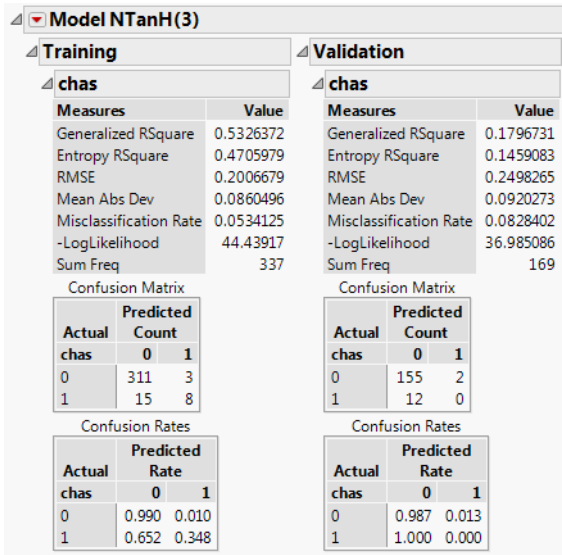 Model NTanH(3)
Training
chas
Measures Value
Generalized RSquare 0.5326372
Entropy RSquare 0.4705979
RMSE 0.2006679
Mean Abs Dev 0.0860496
Misclassification Rate 0.0534125
-LogLikelihood 44.43917
Sum Freq 337
Confusion Matrix
Predicted
Actual Count
chas 0 1
0 311 3
1 15 8
Confusion Rates
Predicted
Actual Rate
chas 0 1
0 0.990 0.010
1 0.652 0.348
Validation
chas
Measures Value
Generalized RSquare 0.1796731
Entropy RSquare 0.1459083
RMSE 0.2498265
Mean Abs Dev 0.0920273
Misclassification Rate 0.0828402
-LogLikelihood 36.985086
Sum Freq 169
Confusion Matrix
Predicted
Actual Count
chas 0 1
0 155 2
1 12 0
Confusion Rates
Predicted
Actual Rate
chas 0 1
0 0.987 0.013
1 1.000 0.000